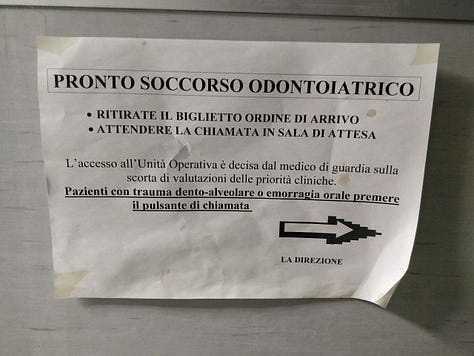 PRONTO SOCCORSO ODONTOIATRICO
• RITIRATE IL BIGLIETTO ORDINE DI ARRIVO
• ATTENDERE LA CHIAMATA IN SALA DI ATTESA
L'accesso all'Unità Operativa è decisa dal medico di guardia sulla
scorta di valutazioni delle priorità cliniche.
Pazienti con trauma dento-alveolare o emorragia orale premere
il pulsante di chiamata
LA DIREZIONE